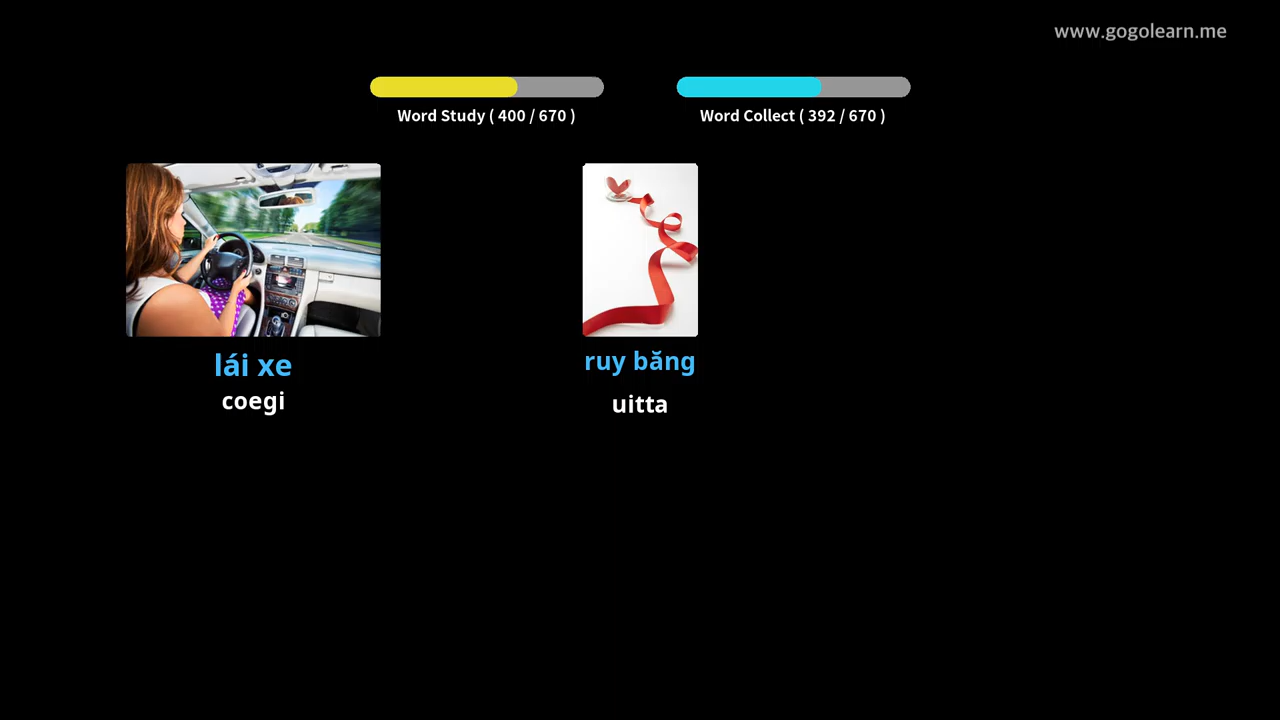 www.gogolearn.me
Word Study ( 400 / 670 )
Word Collect ( 392 / 670 )
lái xe
coegi
ruy băng
uitta